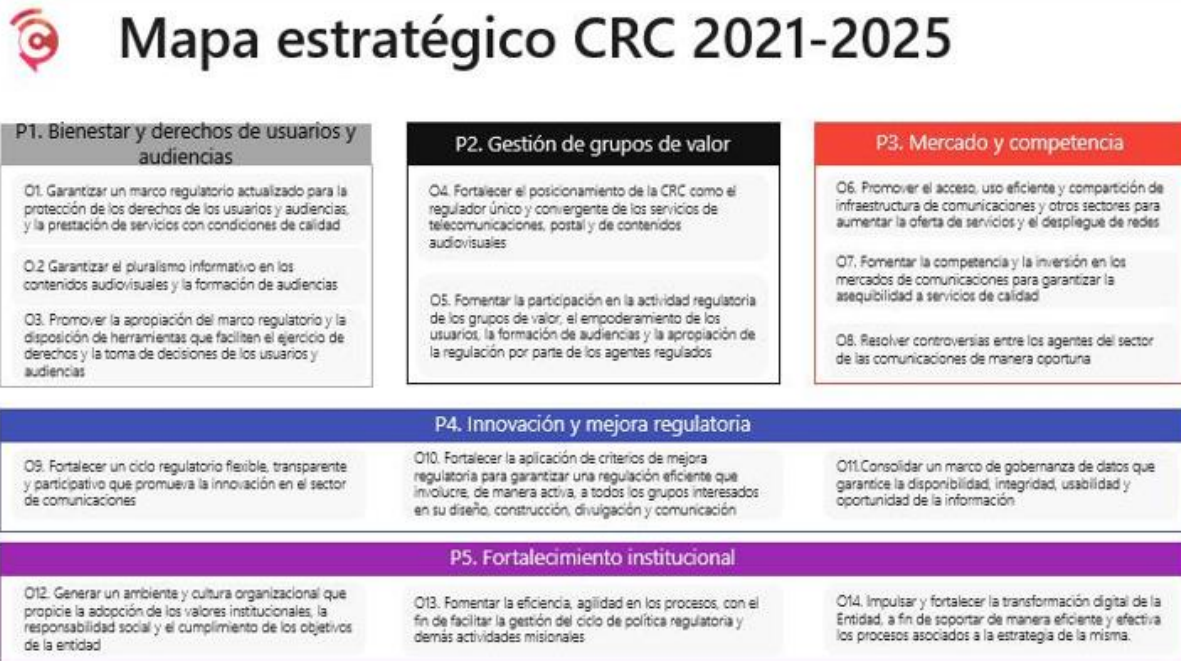 Mapa estratégico CRC 2021-2025
P1. Bienestar y derechos de usuarios y
audiencias
O1. Garantizar un marco regulatorio actualizado para la
protección de los derechos de los usuarios y audiencias,
y la prestación de servicios con condiciones de calidad
O.2 Garantizar el pluralismo informativo en los
contenidos audiovisuales y la formación de audiencias
O3. Promover la apropiación del marco regulatorio y la
disposición de herramientas que faciliten el ejercicio de
derechos y la toma de decisiones de los usuarios y
audiencias
P2. Gestión de grupos de valor
O4. Fortalecer el posicionamiento de la CRC como el
regulador único y convergente de los servicios de
telecomunicaciones, postal y de contenidos
audiovisuales
O5. Fomentar la participación en la actividad regulatoria
de los grupos de valor, el empoderamiento de los
usuarios, la formación de audiencias y la apropiación de
la regulación por parte de los agentes regulados
P3. Mercado y competencia
O6. Promover el acceso, uso eficiente y compartición de
infraestructura de comunicaciones y otros sectores para
aumentar la oferta de servicios y el despliegue de redes
O7. Fomentar la competencia y la inversión en los
mercados de comunicaciones para garantizar la
asequibilidad a servicios de calidad
O8. Resolver controversias entre los agentes del sector
de las comunicaciones de manera oportuna
P4. Innovación y mejora regulatoria
O9. Fortalecer un ciclo regulatorio flexible, transparente
y participativo que promueva la innovación en el sector
de comunicaciones
O10. Fortalecer la aplicación de criterios de mejora
regulatoria para garantizar una regulación eficiente que
involucre, de manera activa, a todos los grupos interesados
en su diseño, construcción, divulgación y comunicación
O11.Consolidar un marco de gobernanza de datos que
garantice la disponibilidad, integridad, usabilidad y
oportunidad de la información
P5. Fortalecimiento institucional
O12. Generar un ambiente y cultura organizacional que
propicie la adopción de los valores institucionales, la
responsabilidad social y el cumplimiento de los objetivos
de la entidad
O13. Fomentar la eficiencia, agilidad en los procesos, con el
fin de facilitar la gestión del ciclo de política regulatoria y
demás actividades misionales
O14. Impulsar y fortalecer la transformación digital de la
Entidad, a fin de soportar de manera eficiente y efectiva
los procesos asociados a la estrategia de la misma.